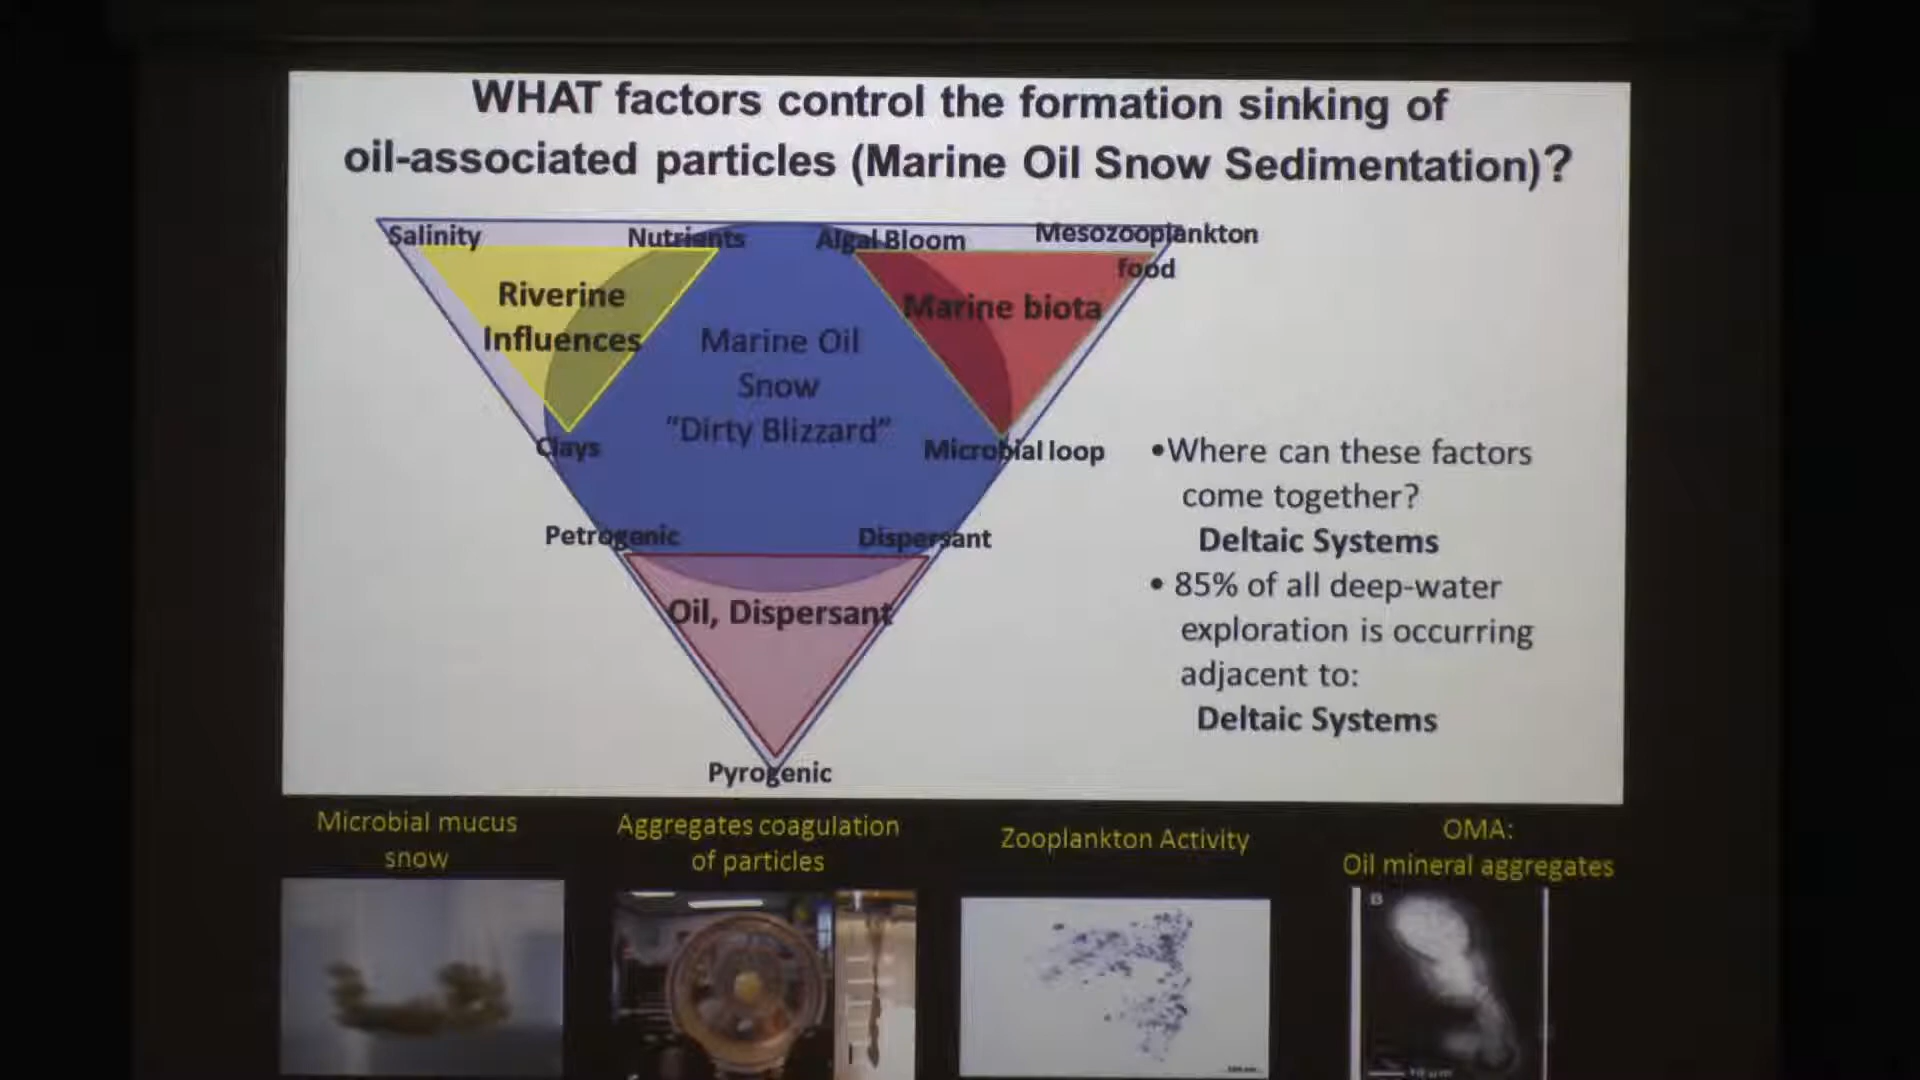 WHAT factors control the formation sinking of
oil-associated particles (Marine Oil Snow Sedimentation)?
Salinity
Nutrients
Algal Bloom
Mesozooplankton
food
Riverine
Influences
Marine biota
Marine Oil
Snow
"Dirty Blizzard"
Clays
Microbial loop
Petrogenic
Dispersant
Oil, Dispersant
Pyrogenic
•Where can these factors
come together?
Deltaic Systems
• 85% of all deep-water
exploration is occurring
adjacent to:
Deltaic Systems
Microbial mucus
snow
Aggregates coagulation
of particles
Zooplankton Activity
OMA:
Oil mineral aggregates
B